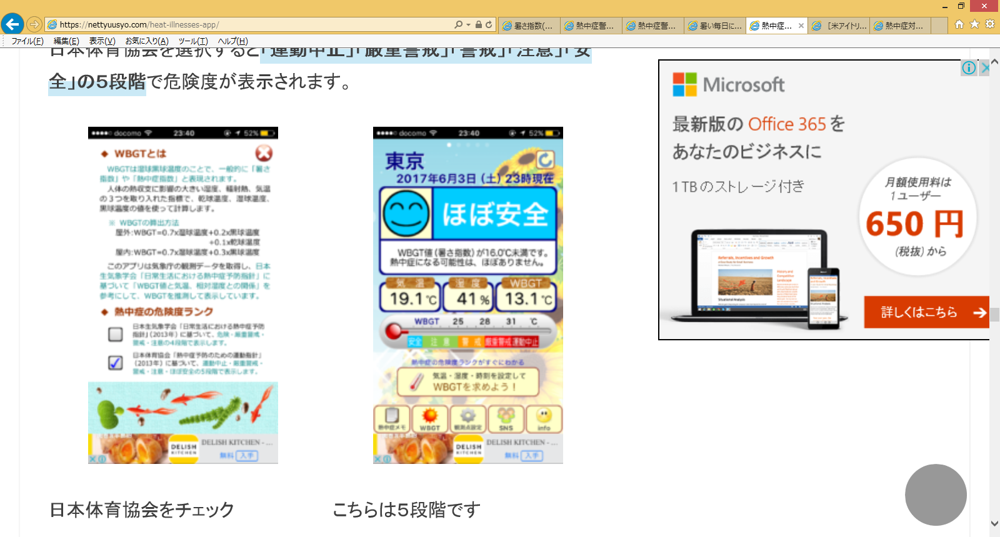 https://nettyuusyo.com/heat-illnesses-app/
暑さ指数(...
熱中症警...
熱中症警...
暑い毎日に...
熱中症...
[米アイトリ...
熱中症対...
ファイル(F) 編集(E) 表示(V) お気に入り(A) ツール(T) ヘルプ(H)
日本体育協会を選択すると「運動中止」「厳重警戒」「警戒」「注意」「安
全」の５段階で危険度が表示されます。
docomo 23:40 52%
◆ WBGTとは
WBGTは湿球黒球温度のことで、一般的に「暑さ
指数」や「熱中症指数」と表現されます。
人体の熱収支に影響の大きい湿度、輻射熱、気温
の３つを取り入れた指標で、乾球温度、湿球温度、
黒球温度の値を使って計算します。
※ WBGTの算出方法
屋外:WBGT=0.7x湿球温度+0.2x黒球温度
+0.1x乾球温度
屋内:WBGT=0.7x湿球温度+0.3x黒球温度
このアプリは気象庁の観測データを取得し、日本
生気象学会「日常生活における熱中症予防指針」に
基づいて「WBGT値と気温、相対湿度との関係」を
参考にして、WBGTを推測して表示しています。
◆ 熱中症の危険度ランク
日本生気象学会「日常生活における熱中症予防
指針」(2013年)に基づいて、危険・厳重警戒・
警戒・注意の4段階で表示します。
日本体育協会「熱中症予防のための運動指針」
(2013年)に基づいて、運動中止・厳重警戒・
警戒・注意・ほぼ安全の5段階で表示します。
DELISH KITCHEN
DELISH KITCHEN - ...
無料 入手
docomo 23:40 52%
東京
2017年6月3日 (土) 23時現在
ほぼ安全
WBGT値(暑さ指数)が16.0℃未満です。
熱中症になる可能性は、ほぼありません。
気温 湿度 WBGT
19.1℃ 41% 13.1℃
WBGT 25 28 31 ℃
安全 注意 警戒 厳重警戒 運動中止
熱中症の危険度ランクがすぐにわかる
気温・湿度・時刻を設定して
WBGTを求めよう！
熱中症メモ WBGT 観測点設定 SNS info
DELISH KITCHEN
DELISH KITCHEN - ...
無料 入手
日本体育協会をチェック
こちらは５段階です
Microsoft
最新版の Office 365 を
あなたのビジネスに
1 TB のストレージ付き
月額使用料は
1 ユーザー
650 円
(税抜) から
Referrals, Incentives and Growth
Situational Analysis
詳しくはこちら →